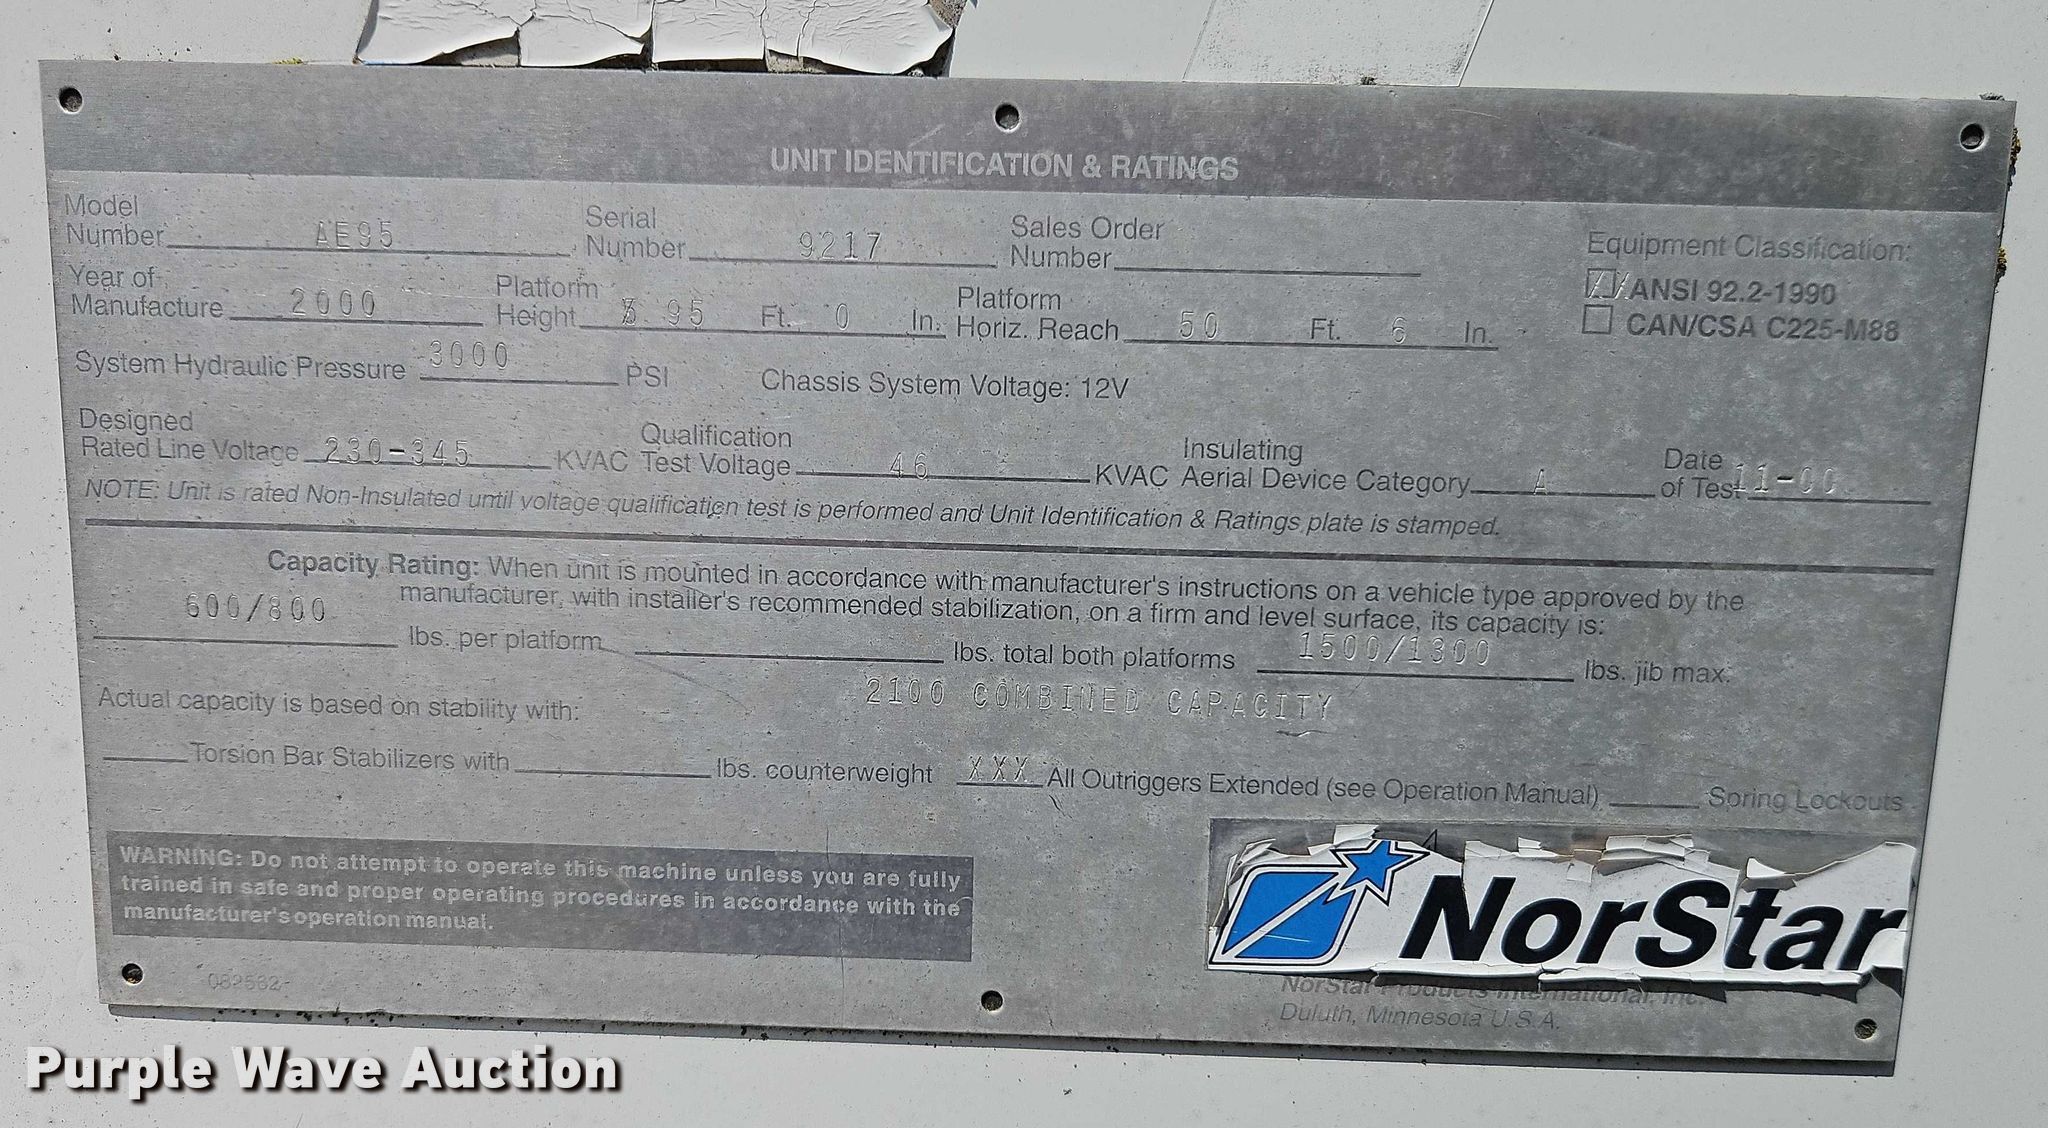 UNIT IDENTIFICATION & RATINGS
Model Number AE95 Serial Number 9217 Sales Order Number
Equipment Classification:
ANSI 92.2-1990
CAN/CSA C225-M88
Year of Manufacture 2000 Platform Height 95 Ft. 0 In. Platform Horiz. Reach 50 Ft. 6 In.
System Hydraulic Pressure 3000 PSI Chassis System Voltage: 12V
Designed Rated Line Voltage 230-345 KVAC Qualification Test Voltage 46 KVAC Insulating Aerial Device Category A Date of Test 11-00
NOTE: Unit is rated Non-Insulated until voltage qualification test is performed and Unit Identification & Ratings plate is stamped.
Capacity Rating: When unit is mounted in accordance with manufacturer's instructions on a vehicle type approved by the
manufacturer, with installer's recommended stabilization, on a firm and level surface, its capacity is:
600/800 lbs. per platform lbs. total both platforms 1500/1300 lbs. jib max.
Actual capacity is based on stability with: 2100 COMBINED CAPACITY
Torsion Bar Stabilizers with lbs. counterweight XXX All Outriggers Extended (see Operation Manual) Spring Lockouts
WARNING: Do not attempt to operate this machine unless you are fully
trained in safe and proper operating procedures in accordance with the
manufacturer's operation manual.
NorStar
NorStar Products International, Inc.
Duluth, Minnesota U.S.A.
Purple Wave Auction